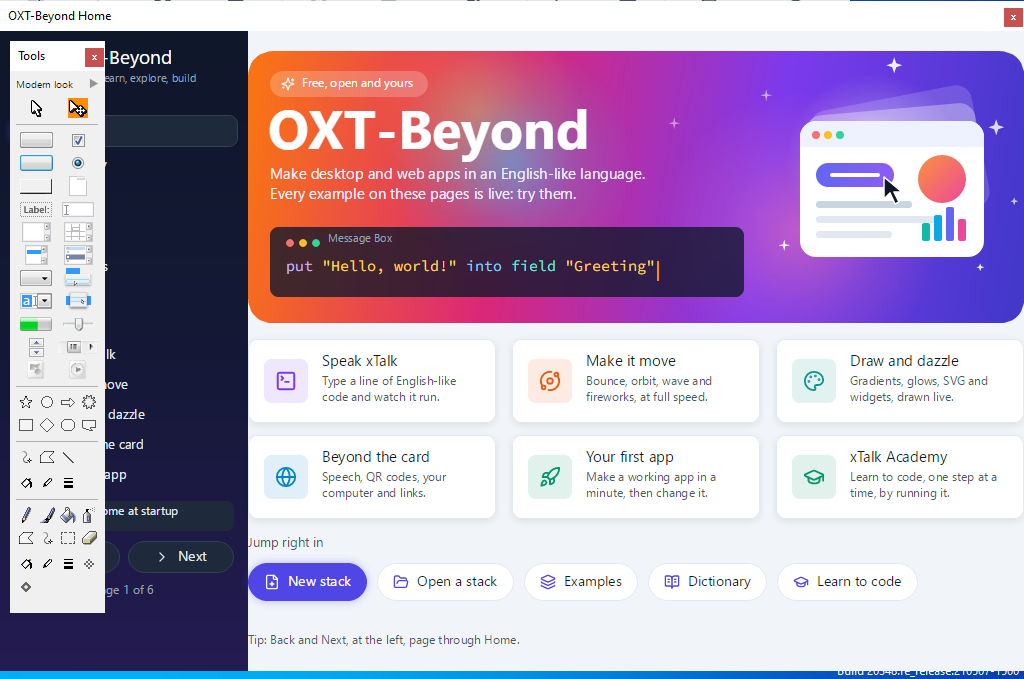 OXT-Beyond Home
x
Tools
x
Modern look
Label:
-Beyond
earn, explore, build
ome at startup
Next
1 of 6
Free, open and yours
OXT-Beyond
Make desktop and web apps in an English-like language.
Every example on these pages is live: try them.
Message Box
put "Hello, world!" into field "Greeting"
Speak xTalk
Type a line of English-like
code and watch it run.
Make it move
Bounce, orbit, wave and
fireworks, at full speed.
Draw and dazzle
Gradients, glows, SVG and
widgets, drawn live.
Beyond the card
Speech, QR codes, your
computer and links.
Your first app
Make a working app in a
minute, then change it.
xTalk Academy
Learn to code, one step at a
time, by running it.
Jump right in
New stack
Open a stack
Examples
Dictionary
Learn to code
Tip: Back and Next, at the left, page through Home.
dazzle
card
app